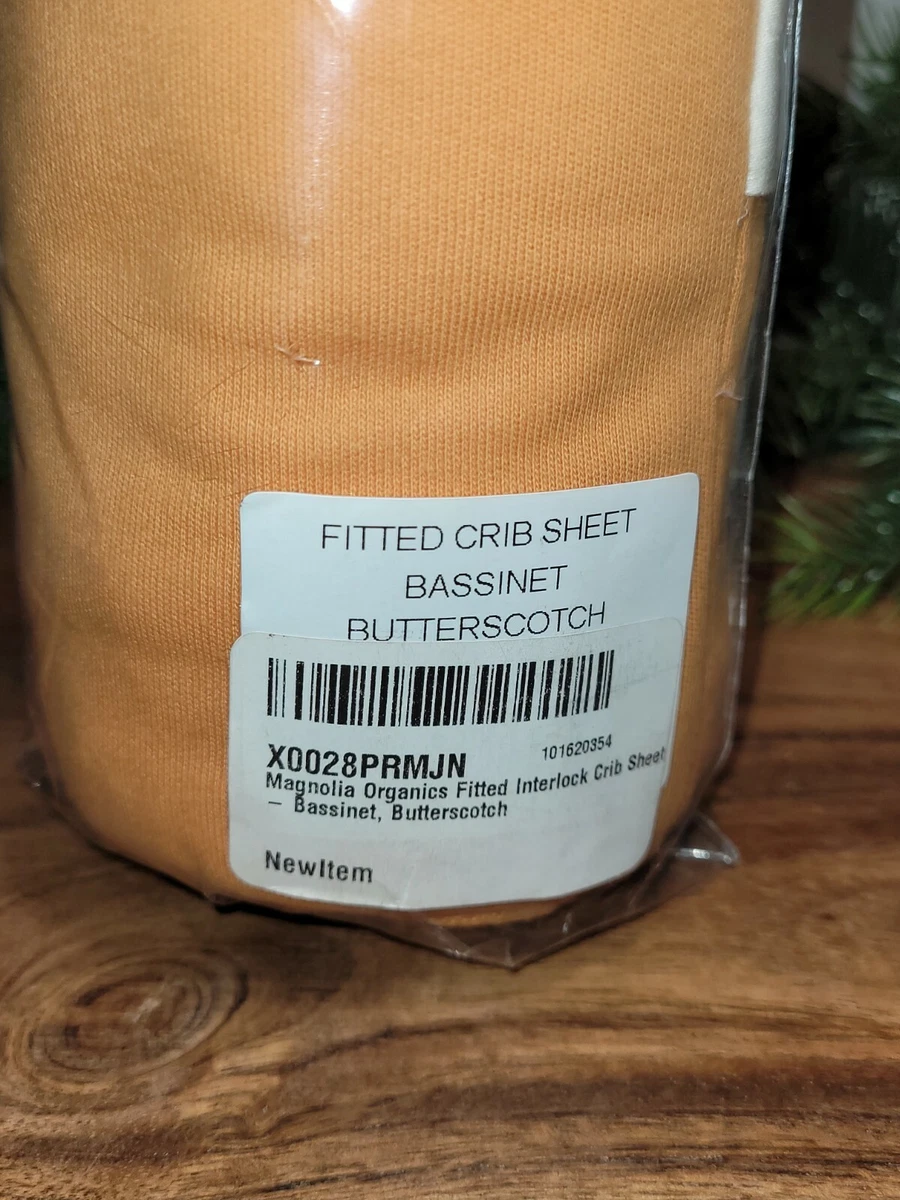 FITTED CRIB SHEET
BASSINET
BUTTERSCOTCH
X0028PRMJN
101620354
Magnolia Organics Fitted Interlock Crib Sheet
– Bassinet, Butterscotch
NewItem